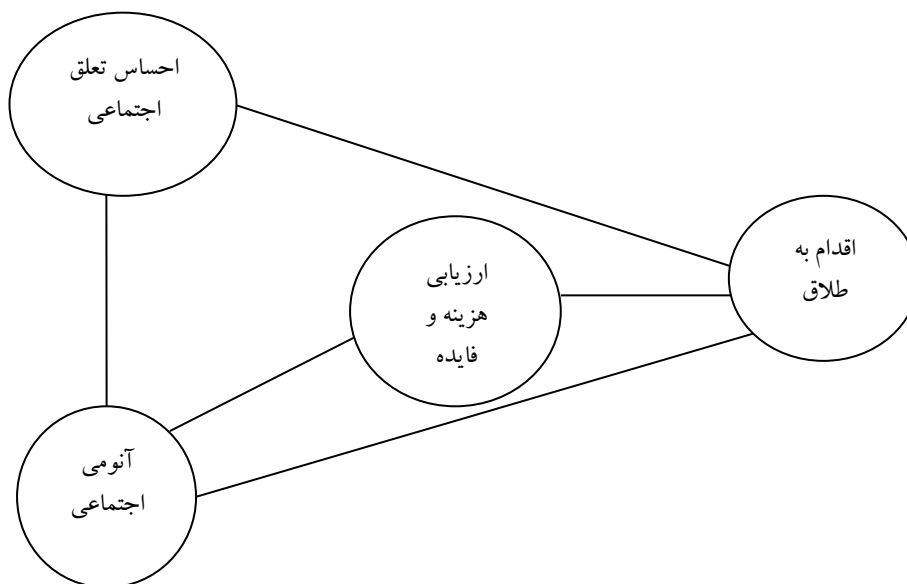 احساس تعلق
اجتماعی
اقدام به
طلاق
ارزیابی
هزینه و
فایده
آنومی
اجتماعی